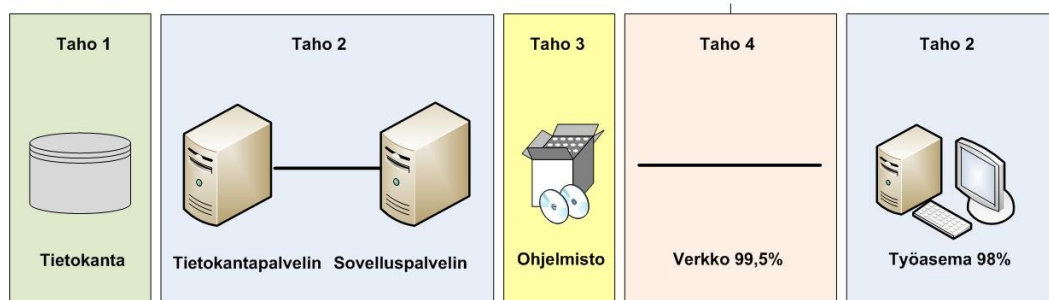 Taho 1
Taho 2
Taho 3
Taho 4
Taho 2
Tietokanta
Tietokantapalvelin
Sovelluspalvelin
Ohjelmisto
Verkko 99,5%
Työasema 98%